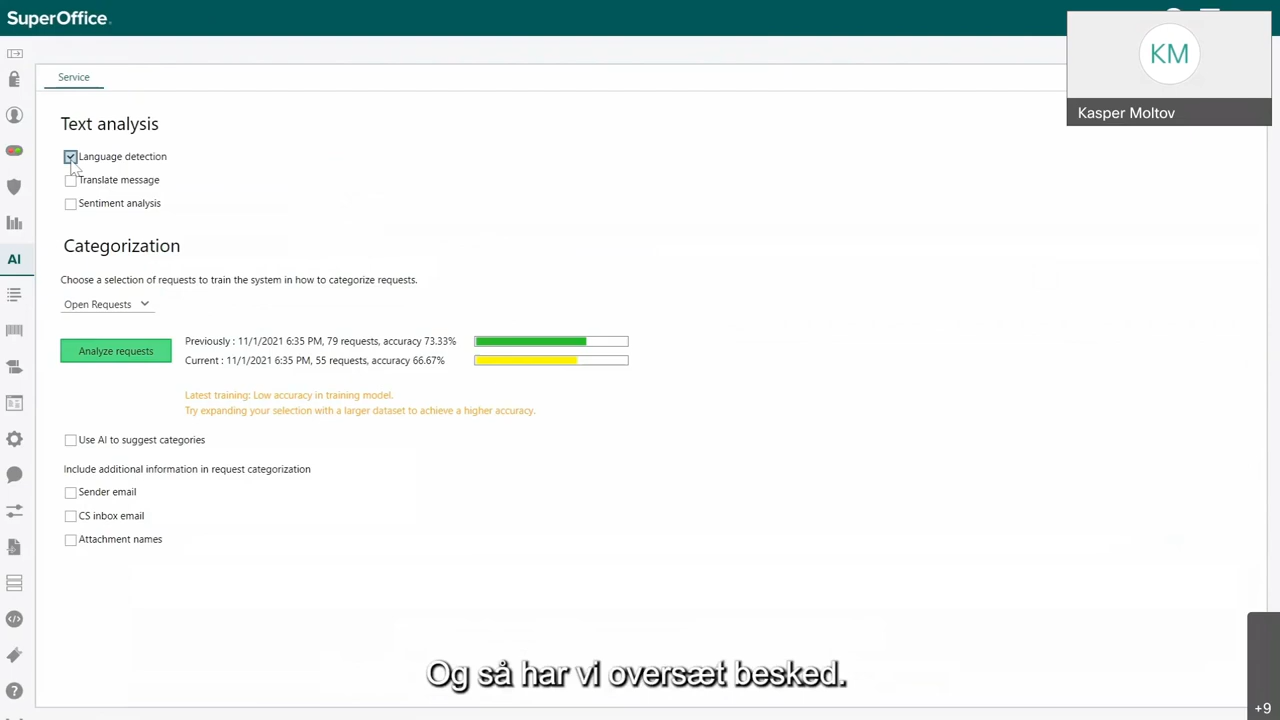 SuperOffice.
KM
Kasper Moltov
Service
Text analysis
Language detection
Translate message
Sentiment analysis
AI
Categorization
Choose a selection of requests to train the system in how to categorize requests.
Open Requests
Analyze requests
Previously : 11/1/2021 6:35 PM, 79 requests, accuracy 73.33%
Current : 11/1/2021 6:35 PM, 55 requests, accuracy 66.67%
Latest training: Low accuracy in training model.
Try expanding your selection with a larger dataset to achieve a higher accuracy.
Use AI to suggest categories
Include additional information in request categorization
Sender email
CS inbox email
Attachment names
Og så har vi oversæt besked.
+9